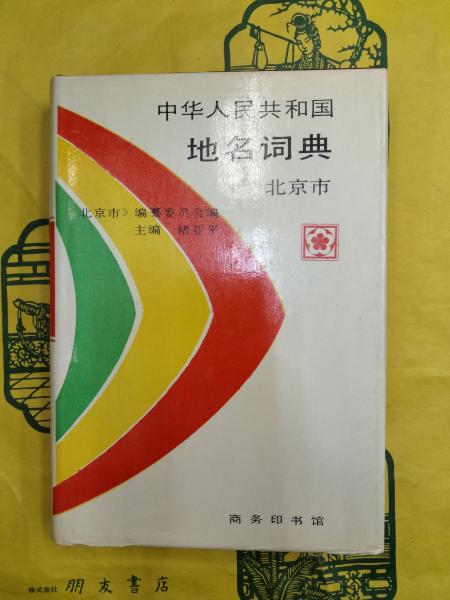 中华人民共和国
地名词典
北京市
《北京市》编纂委员会编
主编 褚亚平
商务印书馆
株式会社 朋友書店